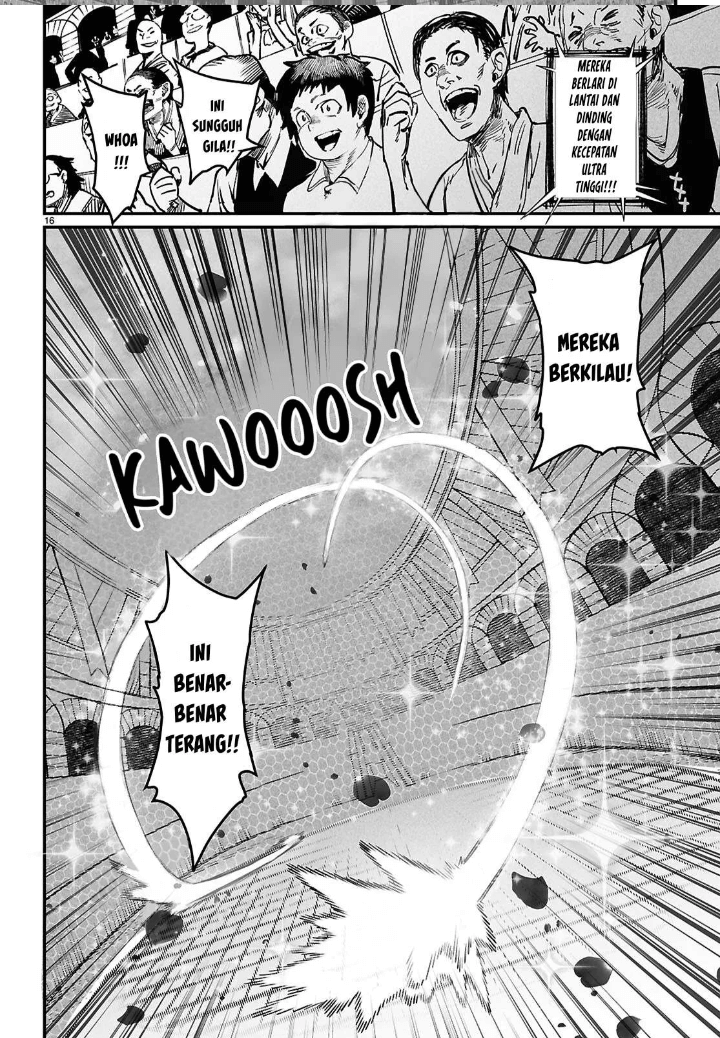 MEREKA
BERLARI DI
LANTAI DAN
DINDING
DENGAN
KECEPATAN
ULTRA
TINGGI!!!
INI
SUNGGUH
GILA!!
WHOA
!!!
16
MEREKA
BERKILAU!
KAWOOOSH
INI
BENAR-
BENAR
TERANG!!